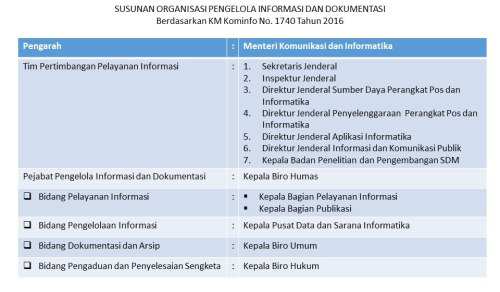 SUSUNAN ORGANISASI PENGELOLA INFORMASI DAN DOKUMENTASI
Berdasarkan KM Kominfo No. 1740 Tahun 2016
Pengarah : Menteri Komunikasi dan Informatika
Tim Pertimbangan Pelayanan Informasi : 1. Sekretaris Jenderal
2. Inspektur Jenderal
3. Direktur Jenderal Sumber Daya Perangkat Pos dan
Informatika
4. Direktur Jenderal Penyelenggaraan Perangkat Pos dan
Informatika
5. Direktur Jenderal Aplikasi Informatika
6. Direktur Jenderal Informasi dan Komunikasi Publik
7. Kepala Badan Penelitian dan Pengembangan SDM
Pejabat Pengelola Informasi dan Dokumentasi : Kepala Biro Humas
❑ Bidang Pelayanan Informasi : ▪ Kepala Bagian Pelayanan Informasi
▪ Kepala Bagian Publikasi
❑ Bidang Pengelolaan Informasi : Kepala Pusat Data dan Sarana Informatika
❑ Bidang Dokumentasi dan Arsip : Kepala Biro Umum
❑ Bidang Pengaduan dan Penyelesaian Sengketa : Kepala Biro Hukum